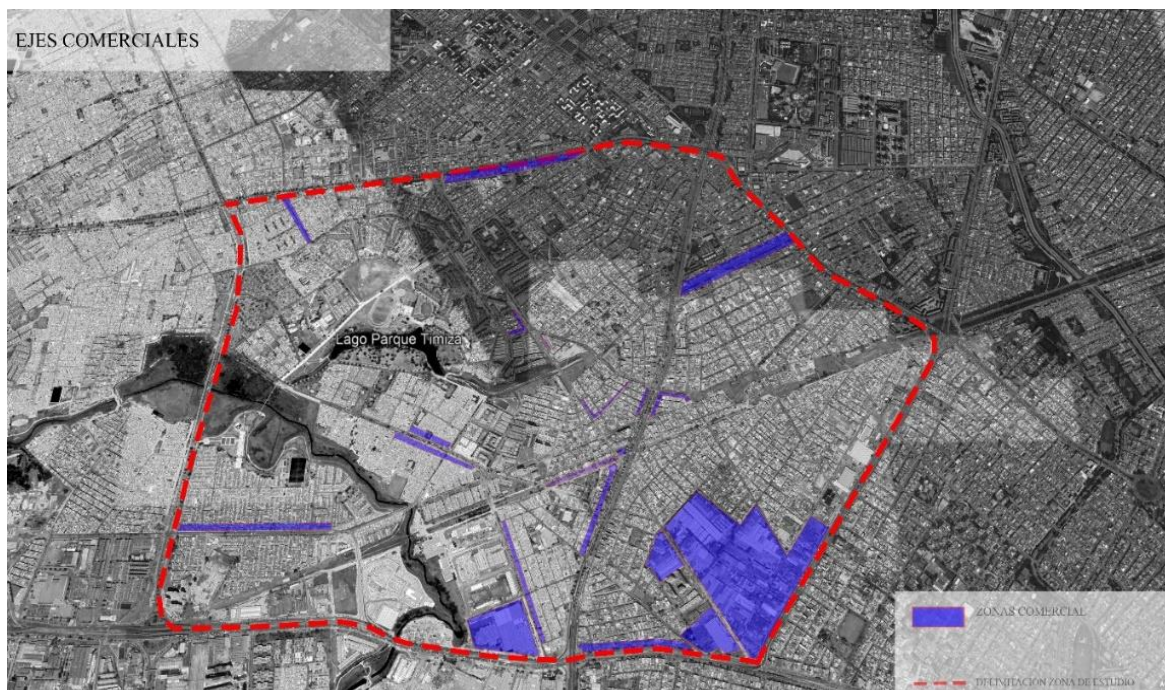 EJES COMERCIALES
Lago Parque Timiza
ZONAS COMERCIAL
DELIMITACION ZONA DE ESTUDIO